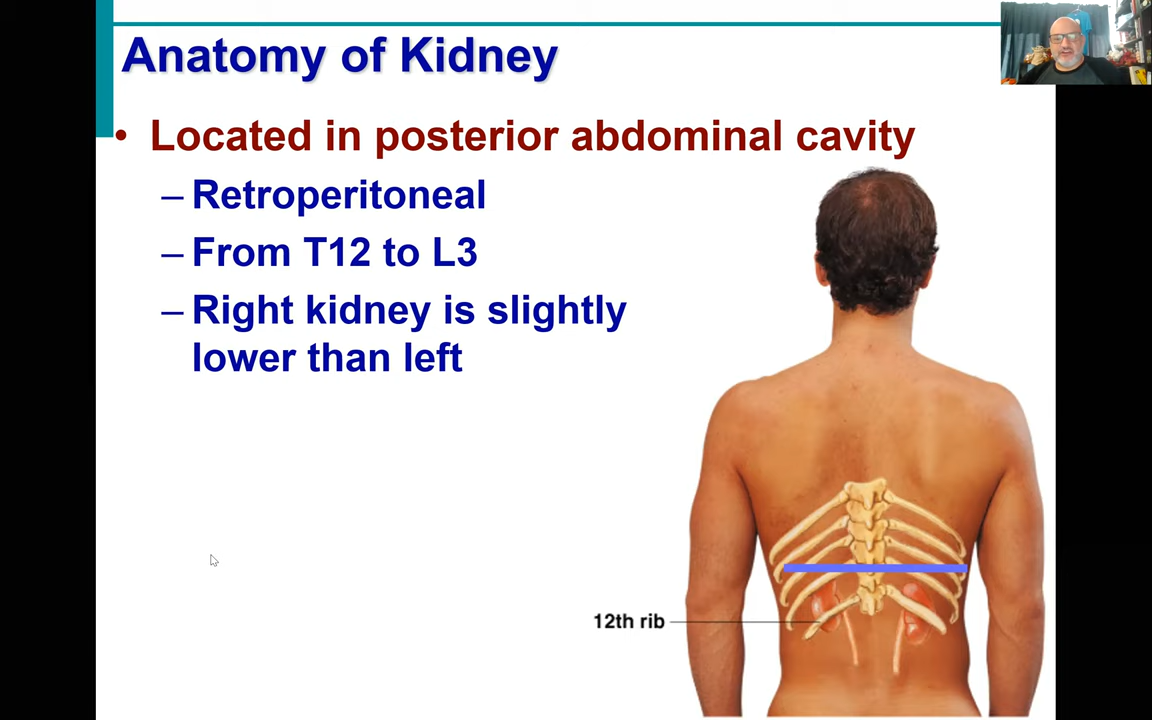 Anatomy of Kidney
• Located in posterior abdominal cavity
– Retroperitoneal
– From T12 to L3
– Right kidney is slightly
lower than left
12th rib